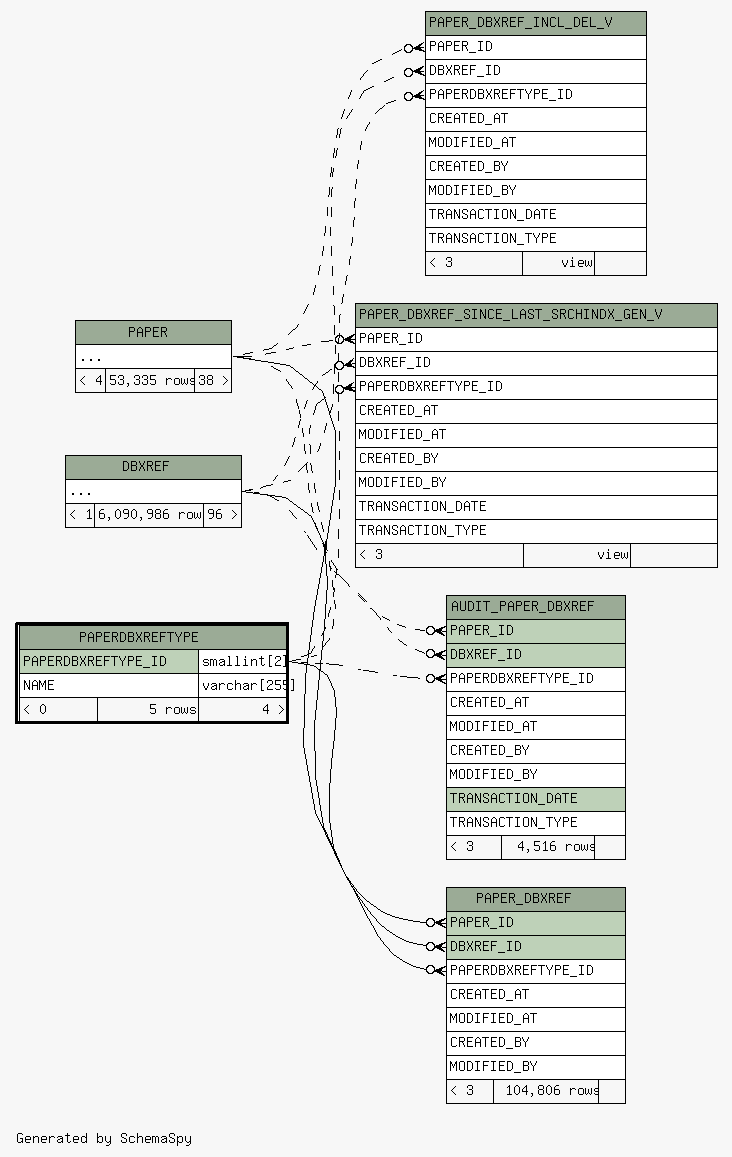 PAPER_DBXREF_INCL_DEL_V
PAPER_ID
DBXREF_ID
PAPERDBXREFTYPE_ID
CREATED_AT
MODIFIED_AT
CREATED_BY
MODIFIED_BY
TRANSACTION_DATE
TRANSACTION_TYPE
< 3 view
PAPER_DBXREF_SINCE_LAST_SRCHINDX_GEN_V
PAPER_ID
DBXREF_ID
PAPERDBXREFTYPE_ID
CREATED_AT
MODIFIED_AT
CREATED_BY
MODIFIED_BY
TRANSACTION_DATE
TRANSACTION_TYPE
< 3 view
PAPER
...
< 4 53,335 rows 38 >
DBXREF
...
< 1 6,090,986 row 96 >
PAPERDBXREFTYPE
PAPERDBXREFTYPE_ID smallint[2]
NAME varchar[255]
< 0 5 rows 4 >
AUDIT_PAPER_DBXREF
PAPER_ID
DBXREF_ID
PAPERDBXREFTYPE_ID
CREATED_AT
MODIFIED_AT
CREATED_BY
MODIFIED_BY
TRANSACTION_DATE
TRANSACTION_TYPE
< 3 4,516 rows
PAPER_DBXREF
PAPER_ID
DBXREF_ID
PAPERDBXREFTYPE_ID
CREATED_AT
MODIFIED_AT
CREATED_BY
MODIFIED_BY
< 3 104,806 rows
Generated by SchemaSpy